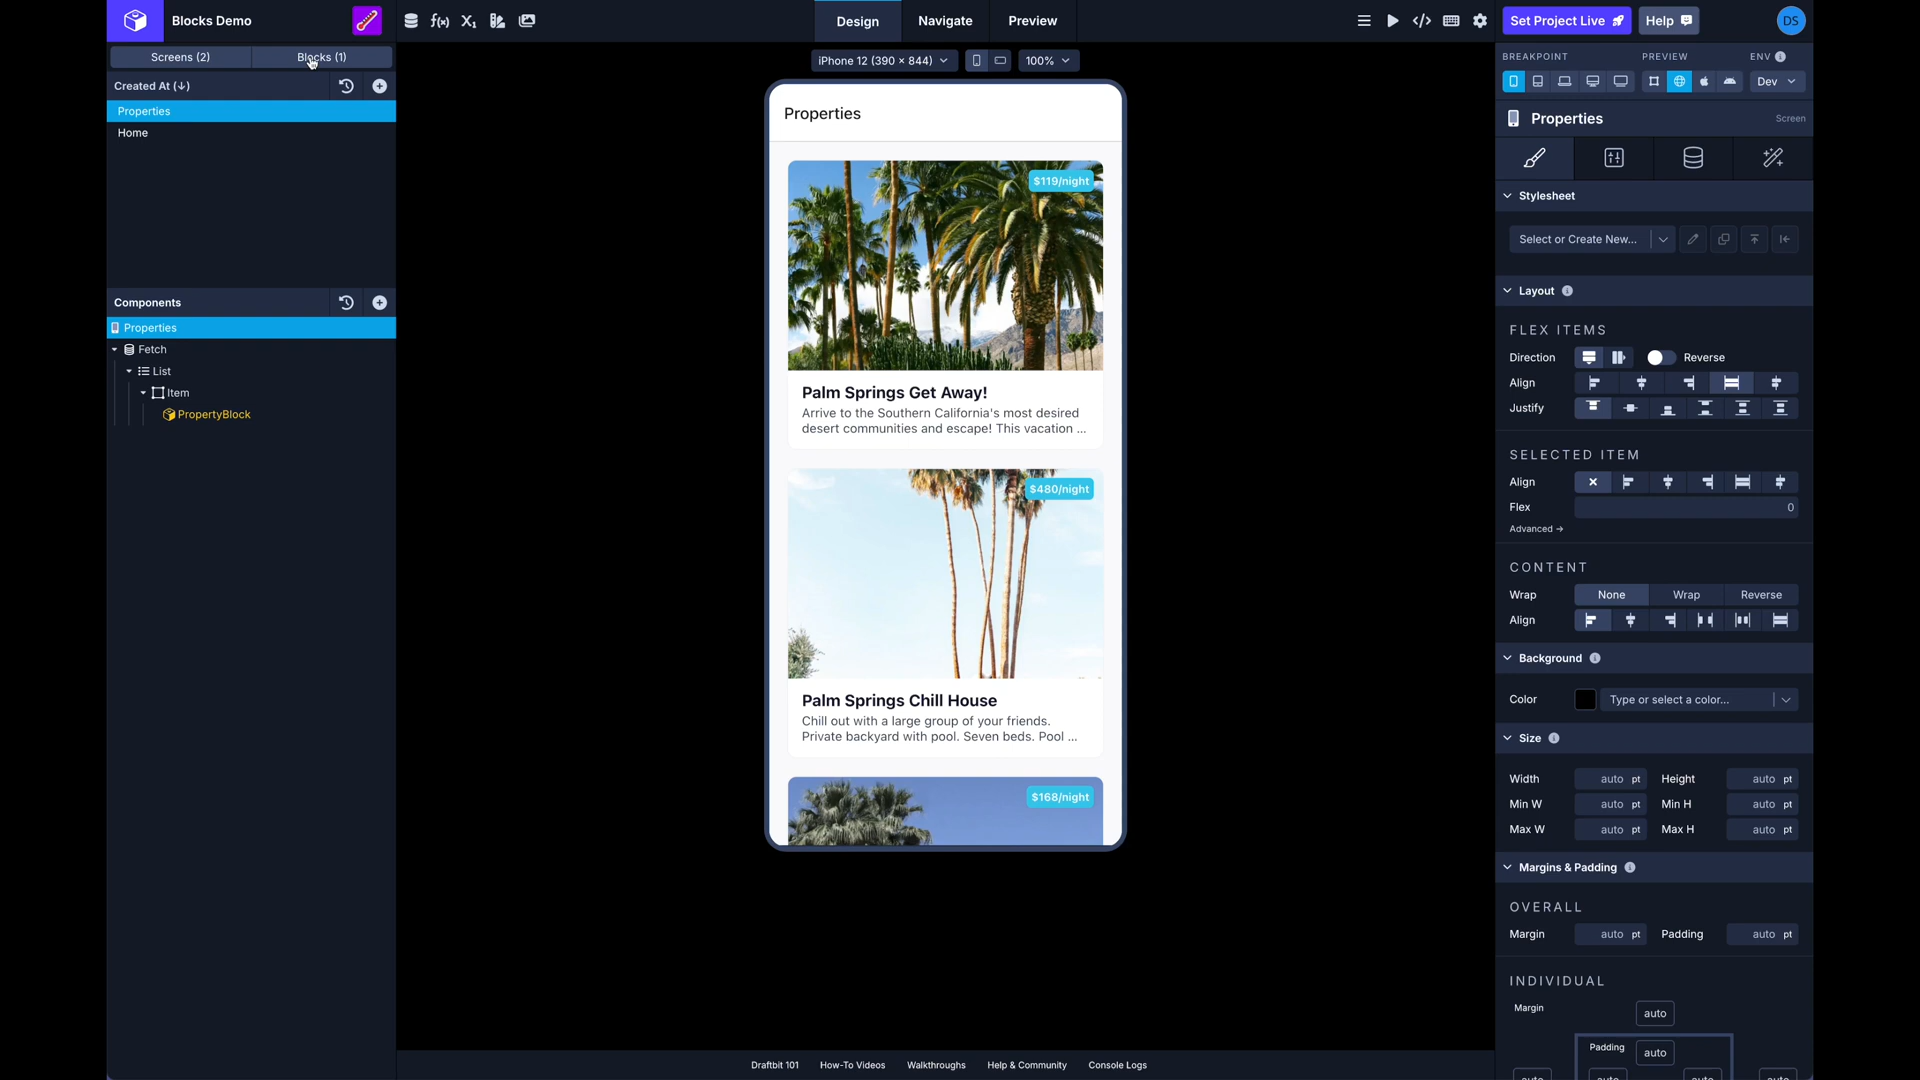 Blocks Demo
f(x)
X₁
Design
Navigate
Preview
Set Project Live
Help
DS
Screens (2)
Blocks (1)
iPhone 12 (390 × 844)
100%
BREAKPOINT
PREVIEW
ENV
Dev
Created At (↓)
Properties
Home
Components
Properties
Fetch
List
Item
PropertyBlock
Properties
$119/night
Palm Springs Get Away!
Arrive to the Southern California's most desired
desert communities and escape! This vacation ...
$480/night
Palm Springs Chill House
Chill out with a large group of your friends.
Private backyard with pool. Seven beds. Pool ...
$168/night
Properties
Screen
Stylesheet
Select or Create New...
Layout
FLEX ITEMS
Direction
Reverse
Align
Justify
SELECTED ITEM
Align
Flex
0
Advanced →
CONTENT
Wrap
None
Wrap
Reverse
Align
Background
Color
Type or select a color...
Size
Width
auto pt
Height
auto pt
Min W
auto pt
Min H
auto pt
Max W
auto pt
Max H
auto pt
Margins & Padding
OVERALL
Margin
auto pt
Padding
auto pt
INDIVIDUAL
Margin
auto
Padding
auto
auto
auto
auto
auto
Draftbit 101
How-To Videos
Walkthroughs
Help & Community
Console Logs